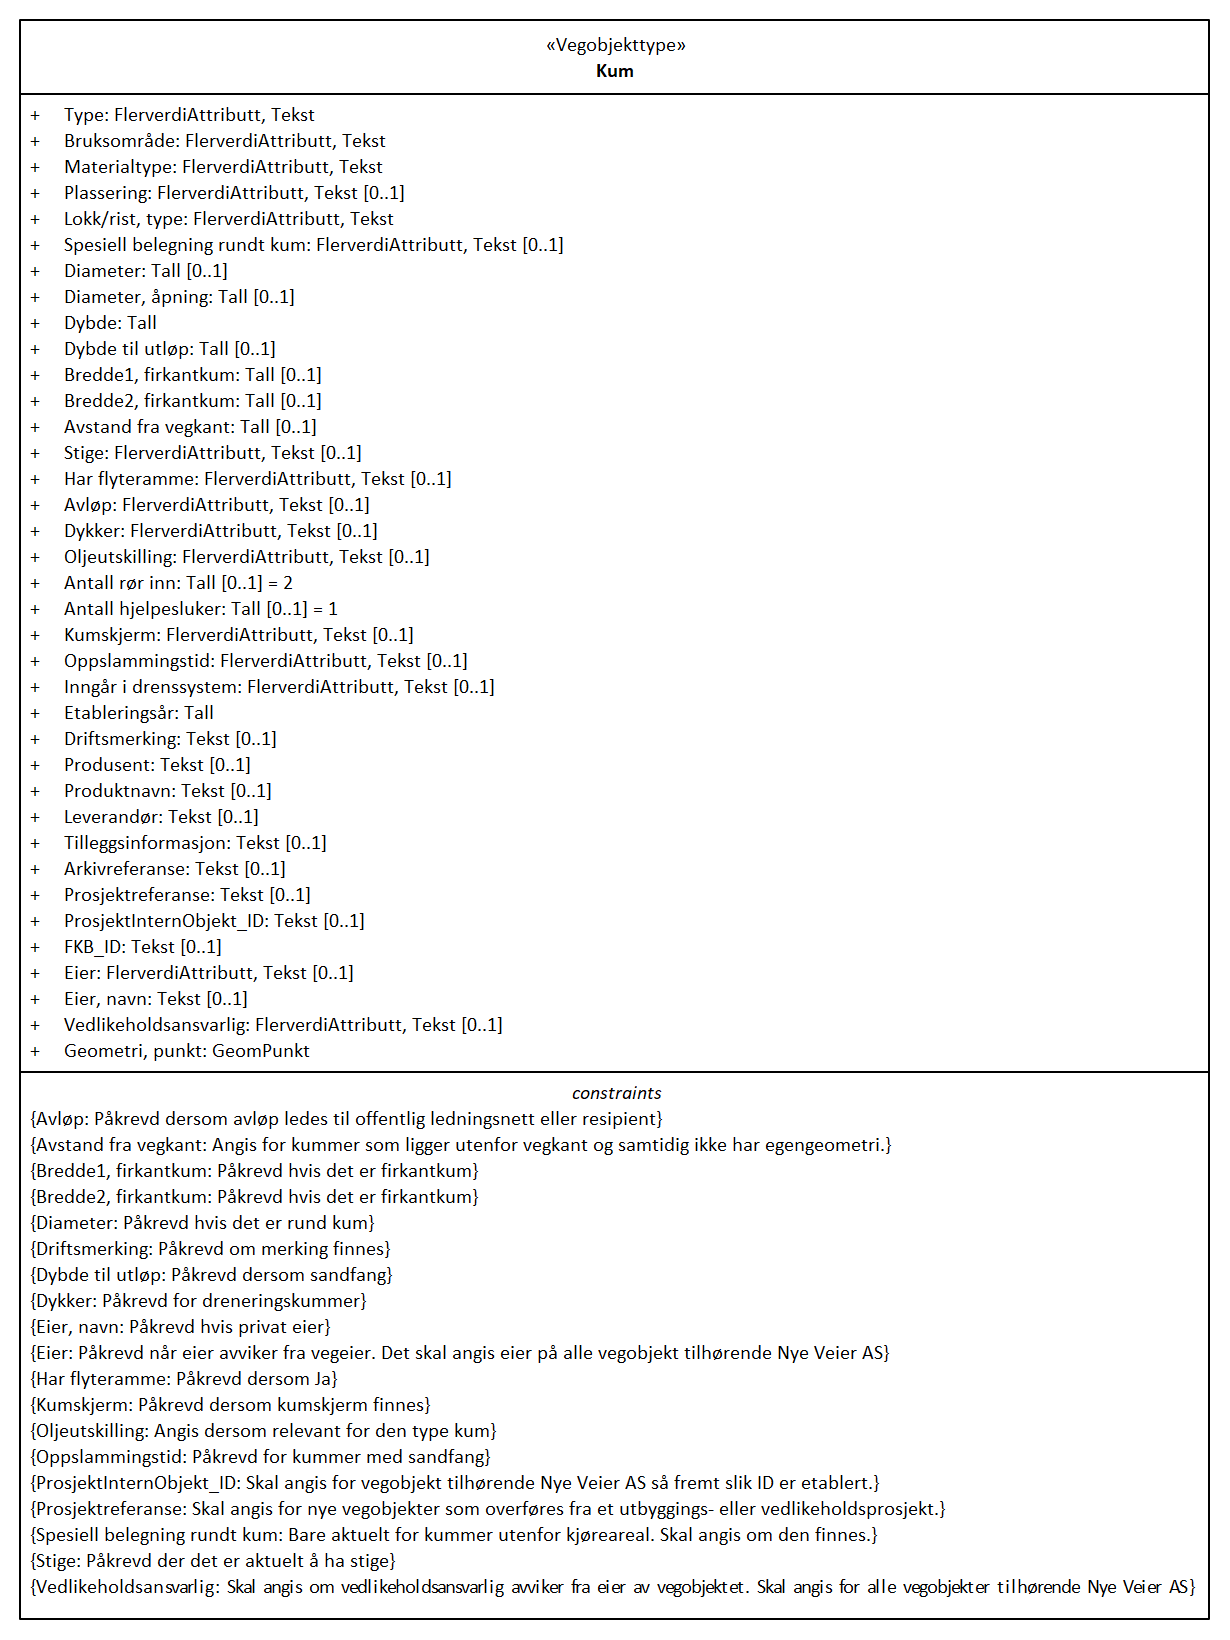 «Vegobjekttype»
Kum
+ Type: FlerverdiAttributt, Tekst
+ Bruksområde: FlerverdiAttributt, Tekst
+ Materialtype: FlerverdiAttributt, Tekst
+ Plassering: FlerverdiAttributt, Tekst [0..1]
+ Lokk/rist, type: FlerverdiAttributt, Tekst
+ Spesiell belegning rundt kum: FlerverdiAttributt, Tekst [0..1]
+ Diameter: Tall [0..1]
+ Diameter, åpning: Tall [0..1]
+ Dybde: Tall
+ Dybde til utløp: Tall [0..1]
+ Bredde1, firkantkum: Tall [0..1]
+ Bredde2, firkantkum: Tall [0..1]
+ Avstand fra vegkant: Tall [0..1]
+ Stige: FlerverdiAttributt, Tekst [0..1]
+ Har flyteramme: FlerverdiAttributt, Tekst [0..1]
+ Avløp: FlerverdiAttributt, Tekst [0..1]
+ Dykker: FlerverdiAttributt, Tekst [0..1]
+ Oljeutskilling: FlerverdiAttributt, Tekst [0..1]
+ Antall rør inn: Tall [0..1] = 2
+ Antall hjelpesluker: Tall [0..1] = 1
+ Kumskjerm: FlerverdiAttributt, Tekst [0..1]
+ Oppslammingstid: FlerverdiAttributt, Tekst [0..1]
+ Inngår i drenssystem: FlerverdiAttributt, Tekst [0..1]
+ Etableringsår: Tall
+ Driftsmerking: Tekst [0..1]
+ Produsent: Tekst [0..1]
+ Produktnavn: Tekst [0..1]
+ Leverandør: Tekst [0..1]
+ Tilleggsinformasjon: Tekst [0..1]
+ Arkivreferanse: Tekst [0..1]
+ Prosjektreferanse: Tekst [0..1]
+ ProsjektInternObjekt_ID: Tekst [0..1]
+ FKB_ID: Tekst [0..1]
+ Eier: FlerverdiAttributt, Tekst [0..1]
+ Eier, navn: Tekst [0..1]
+ Vedlikeholdsansvarlig: FlerverdiAttributt, Tekst [0..1]
+ Geometri, punkt: GeomPunkt
constraints
{Avløp: Påkrevd dersom avløp ledes til offentlig ledningsnett eller resipient}
{Avstand fra vegkant: Angis for kummer som ligger utenfor vegkant og samtidig ikke har egengeometri.}
{Bredde1, firkantkum: Påkrevd hvis det er firkantkum}
{Bredde2, firkantkum: Påkrevd hvis det er firkantkum}
{Diameter: Påkrevd hvis det er rund kum}
{Driftsmerking: Påkrevd om merking finnes}
{Dybde til utløp: Påkrevd dersom sandfang}
{Dykker: Påkrevd for dreneringskummer}
{Eier, navn: Påkrevd hvis privat eier}
{Eier: Påkrevd når eier avviker fra vegeier. Det skal angis eier på alle vegobjekt tilhørende Nye Veier AS}
{Har flyteramme: Påkrevd dersom Ja}
{Kumskjerm: Påkrevd dersom kumskjerm finnes}
{Oljeutskilling: Angis dersom relevant for den type kum}
{Oppslammingstid: Påkrevd for kummer med sandfang}
{ProsjektInternObjekt_ID: Skal angis for vegobjekt tilhørende Nye Veier AS så fremt slik ID er etablert.}
{Prosjektreferanse: Skal angis for nye vegobjekter som overføres fra et utbyggings- eller vedlikeholdsprosjekt.}
{Spesiell belegning rundt kum: Bare aktuelt for kummer utenfor kjøreareal. Skal angis om den finnes.}
{Stige: Påkrevd der det er aktuelt å ha stige}
{Vedlikeholdsansvarlig: Skal angis om vedlikeholdsansvarlig avviker fra eier av vegobjektet. Skal angis for alle vegobjekter tilhørende Nye Veier AS}